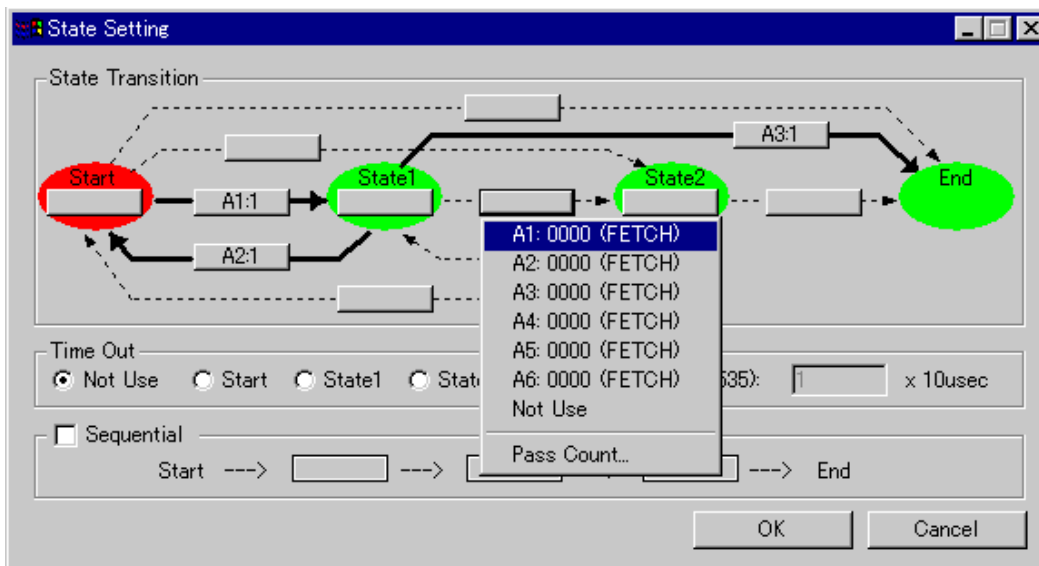 State Setting
State Transition
A3:1
Start
State1
State2
End
A1:1
A2:1
A1: 0000 (FETCH)
A2: 0000 (FETCH)
A3: 0000 (FETCH)
A4: 0000 (FETCH)
A5: 0000 (FETCH)
A6: 0000 (FETCH)
Not Use
Pass Count...
Time Out
Not Use Start State1 535): 1 x 10usec
Sequential
Start ---> ---> ---> End
OK Cancel